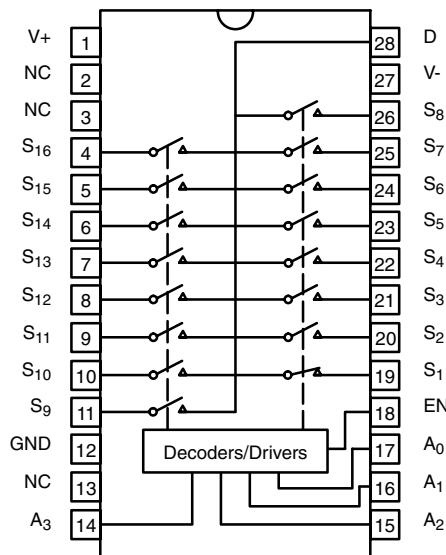 V+ 1 28 D
NC 2 27 V-
NC 3 26 S8
S16 4 25 S7
S15 5 24 S6
S14 6 23 S5
S13 7 22 S4
S12 8 21 S3
S11 9 20 S2
S10 10 19 S1
S9 11 18 EN
GND 12 Decoders/Drivers 17 A0
NC 13 16 A1
A3 14 15 A2